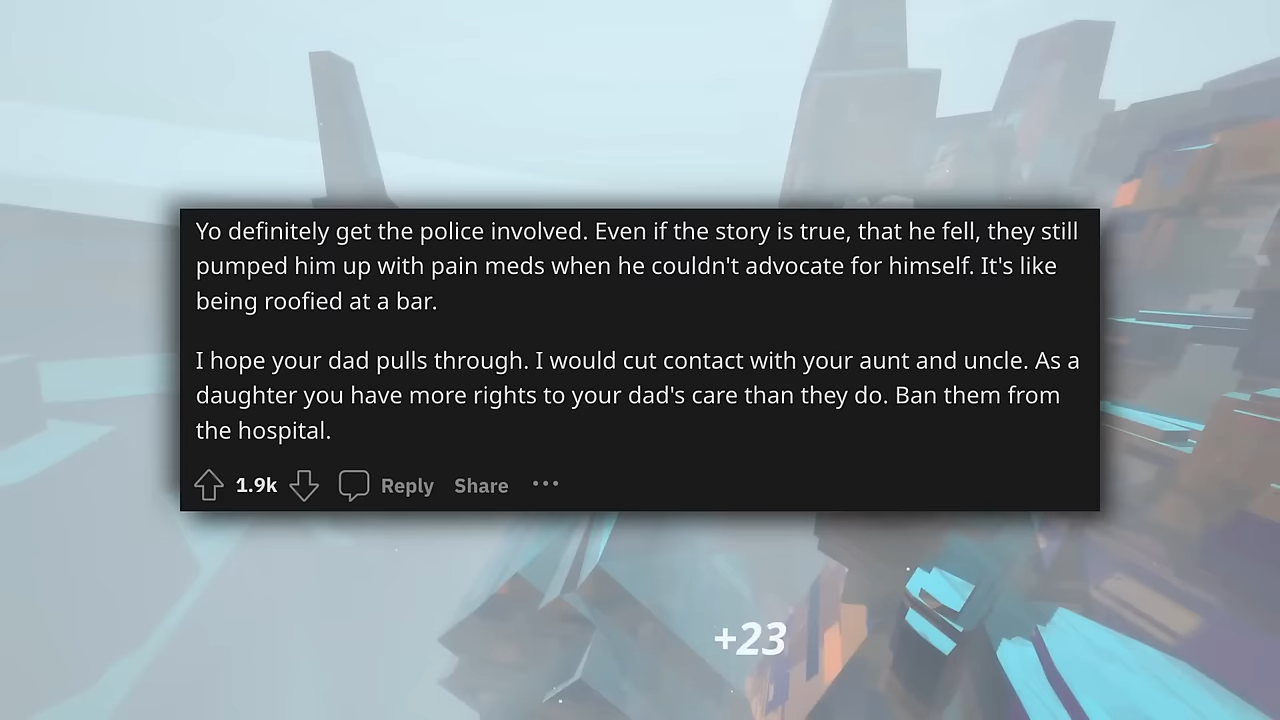 Yo definitely get the police involved. Even if the story is true, that he fell, they still
pumped him up with pain meds when he couldn't advocate for himself. It's like
being roofied at a bar.
I hope your dad pulls through. I would cut contact with your aunt and uncle. As a
daughter you have more rights to your dad's care than they do. Ban them from
the hospital.
1.9k Reply Share
+23